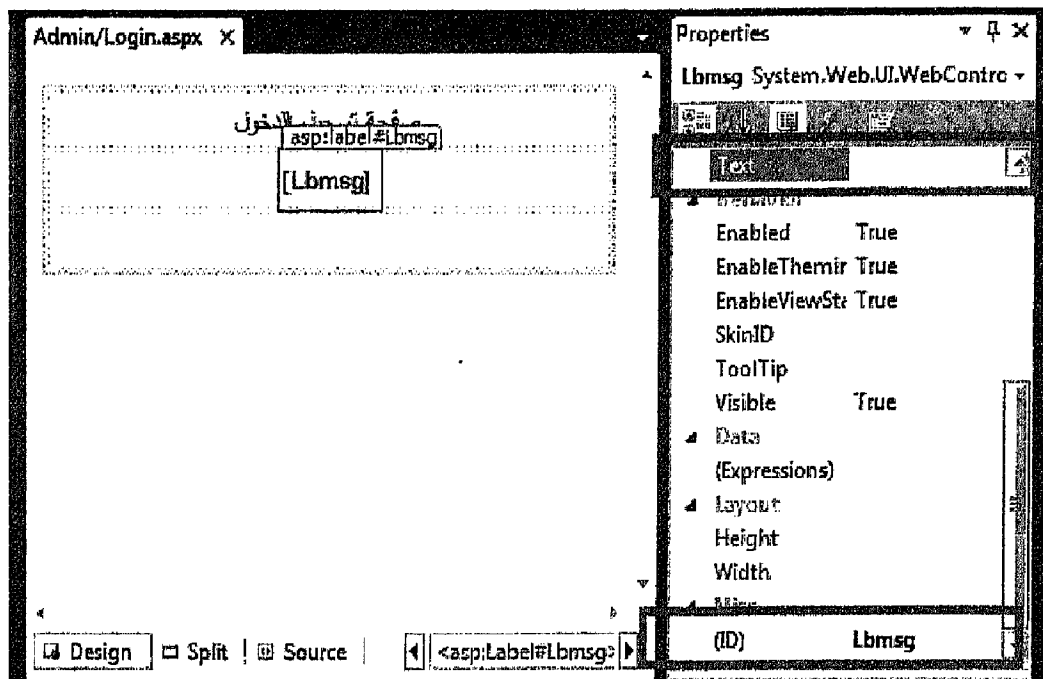 Admin/Login.aspx ×
صفحة تسجيل الدخول
asp:label#Lbmsg
[Lbmsg]
Design
Split
Source
<asp:Label#Lbmsg>
Properties
Lbmsg System.Web.UI.WebContro
Text
Enabled True
EnableThemir True
EnableViewSta True
SkinID
ToolTip
Visible True
Data
(Expressions)
Layout
Height
Width
Misc
(ID) Lbmsg